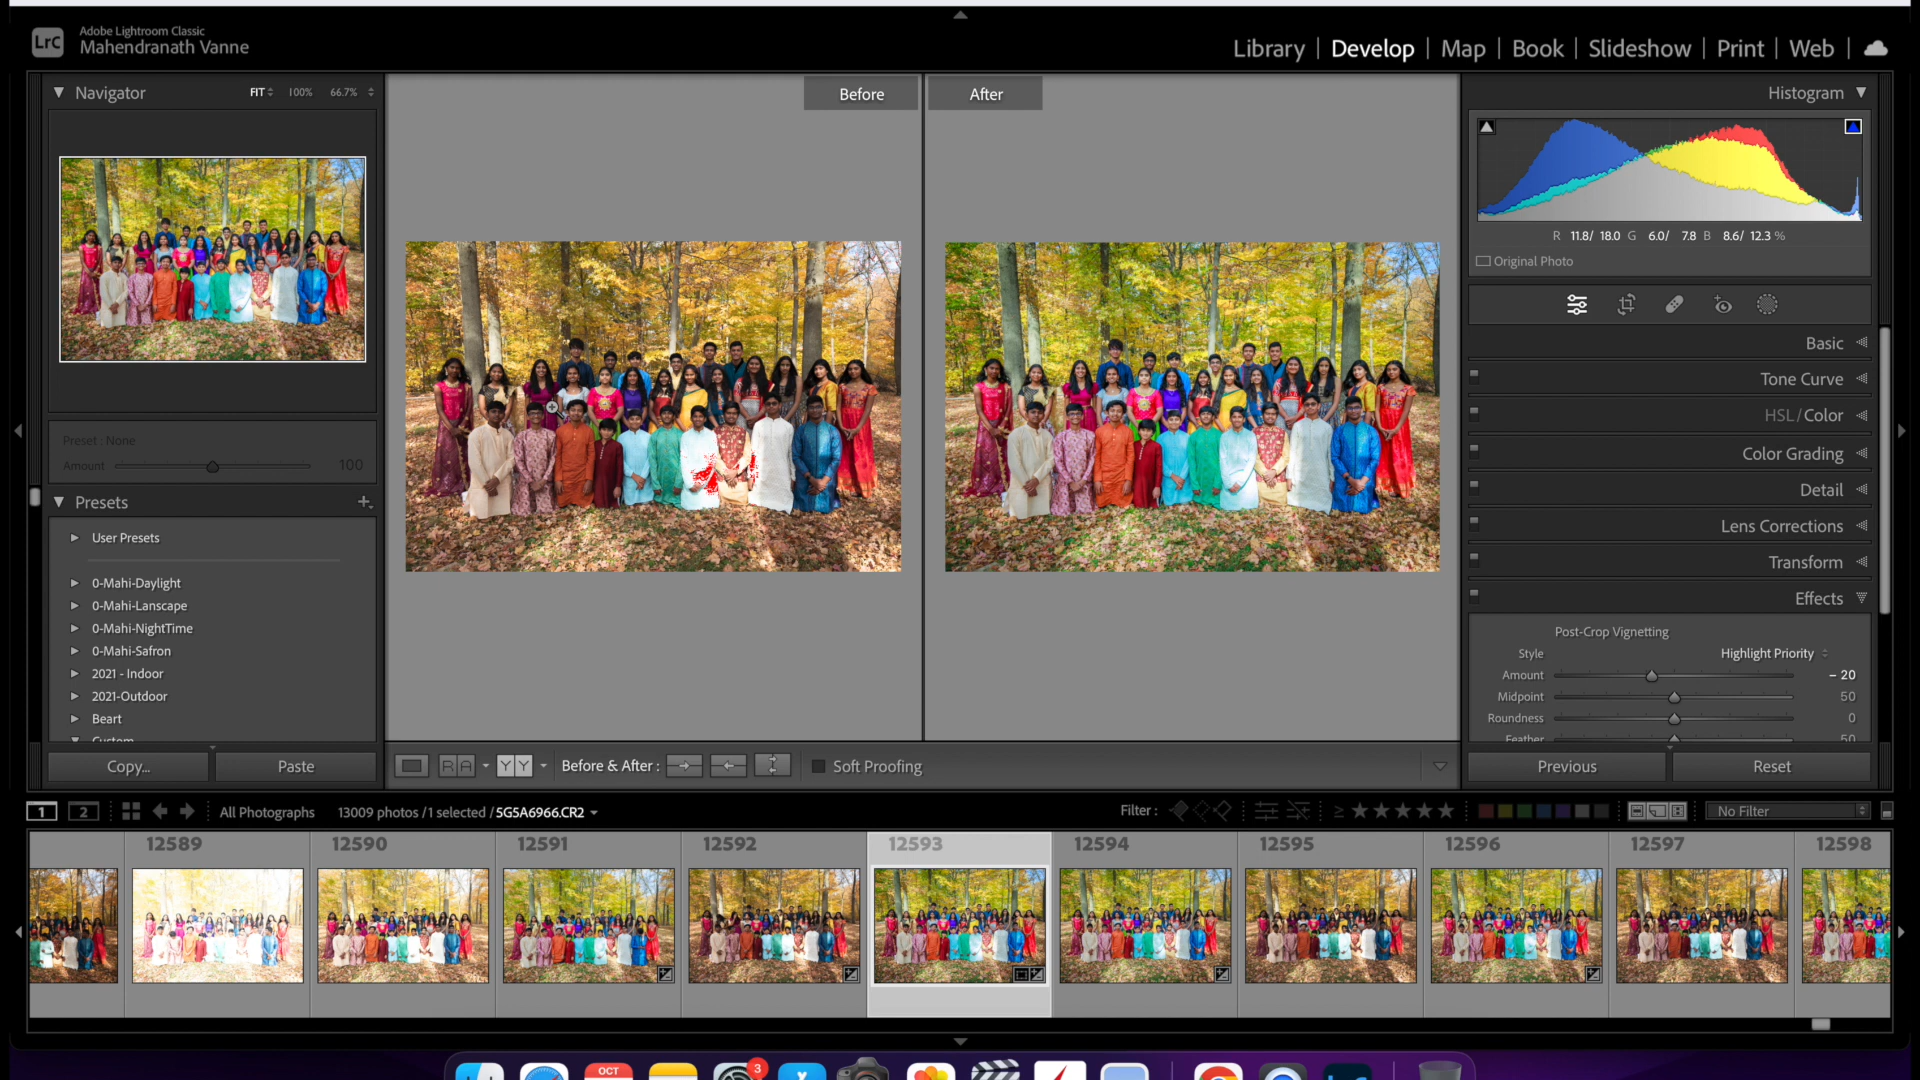 LrC
Adobe Lightroom Classic
Mahendranath Vanne
Library | Develop | Map | Book | Slideshow | Print | Web |
Navigator
FIT 100% 66.7%
Before
After
Histogram
R 11.8/ 18.0 G 6.0/ 7.8 B 8.6/ 12.3 %
Original Photo
Basic
Tone Curve
HSL / Color
Color Grading
Detail
Lens Corrections
Transform
Effects
Post-Crop Vignetting
Style Highlight Priority
Amount – 20
Midpoint 50
Roundness 0
Feather 50
Preset : None
Amount 100
Presets
User Presets
0-Mahi-Daylight
0-Mahi-Lanscape
0-Mahi-NightTime
0-Mahi-Safron
2021 - Indoor
2021-Outdoor
Beart
Custom
Copy... Paste
R A Y Y Before & After : Soft Proofing
Previous Reset
1 2 All Photographs 13009 photos /1 selected / 5G5A6966.CR2
Filter : ≥ No Filter
12589 12590 12591 12592 12593 12594 12595 12596 12597 12598
OCT
3